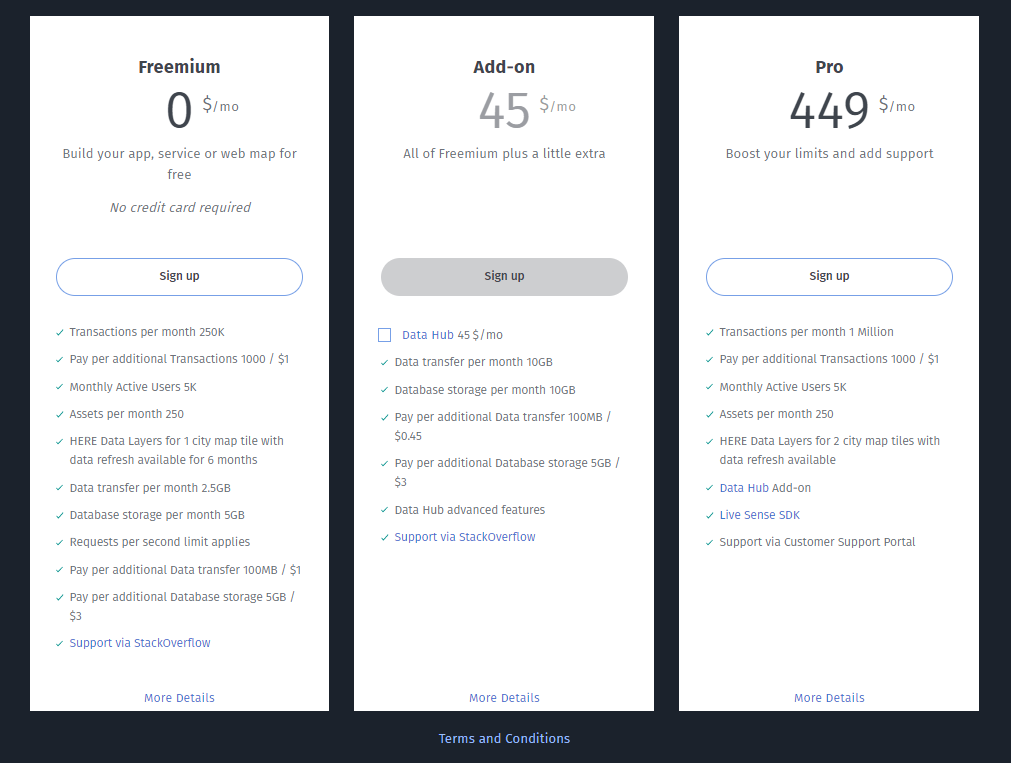 Freemium
0 $/mo
Build your app, service or web map for
free
No credit card required
Sign up
Transactions per month 250K
Pay per additional Transactions 1000 / $1
Monthly Active Users 5K
Assets per month 250
HERE Data Layers for 1 city map tile with
data refresh available for 6 months
Data transfer per month 2.5GB
Database storage per month 5GB
Requests per second limit applies
Pay per additional Data transfer 100MB / $1
Pay per additional Database storage 5GB /
$3
Support via StackOverflow
More Details
Add-on
45 $/mo
All of Freemium plus a little extra
Sign up
Data Hub 45 $/mo
Data transfer per month 10GB
Database storage per month 10GB
Pay per additional Data transfer 100MB /
$0.45
Pay per additional Database storage 5GB /
$3
Data Hub advanced features
Support via StackOverflow
More Details
Pro
449 $/mo
Boost your limits and add support
Sign up
Transactions per month 1 Million
Pay per additional Transactions 1000 / $1
Monthly Active Users 5K
Assets per month 250
HERE Data Layers for 2 city map tiles with
data refresh available
Data Hub Add-on
Live Sense SDK
Support via Customer Support Portal
More Details
Terms and Conditions